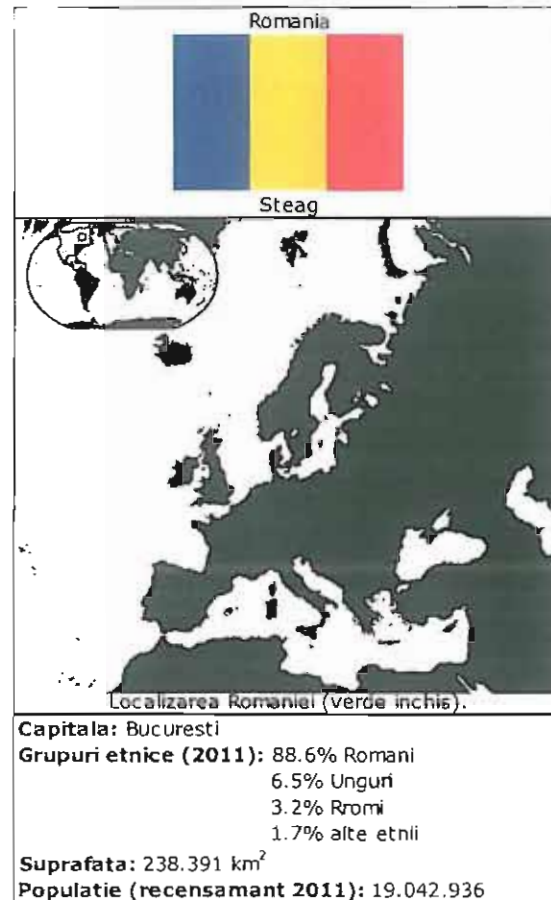 Romania
Steag
Localizarea Romaniei (verde inchis).
Capitala: Bucuresti
Grupuri etnice (2011): 88.6% Romani
6.5% Unguri
3.2% Rromi
1.7% alte etnii
Suprafata: 238.391 km²
Populatie (recensamant 2011): 19.042.936